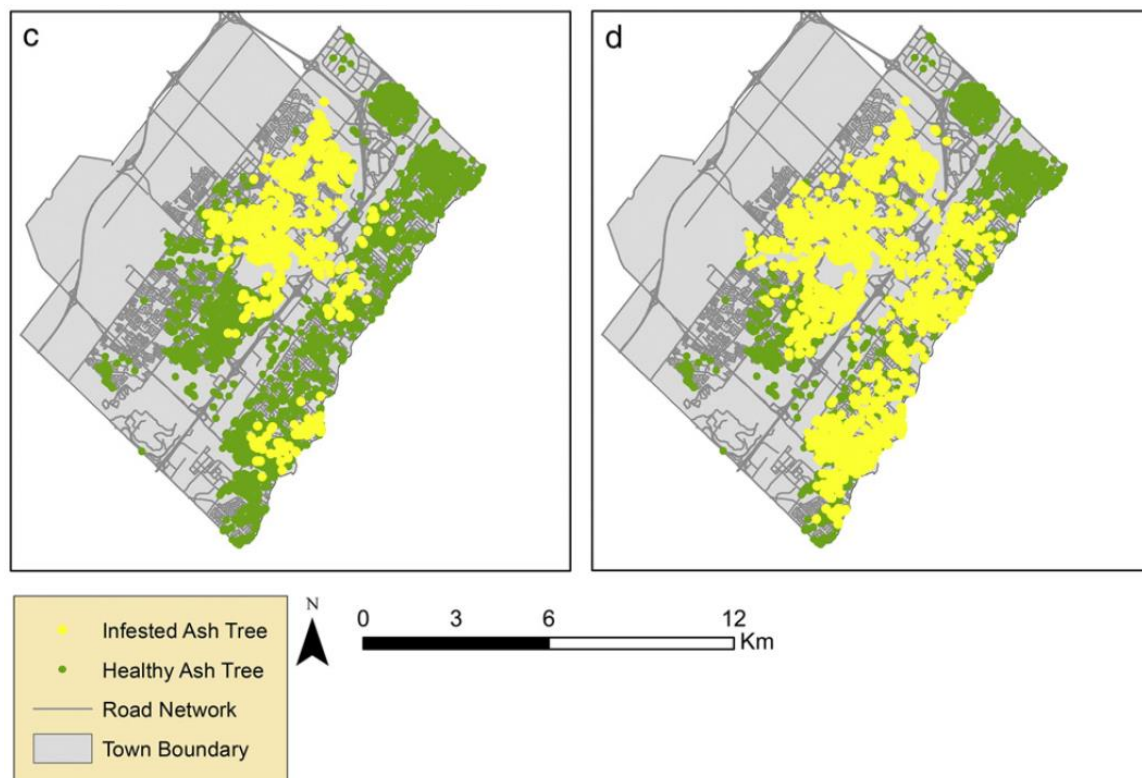 c
d
Infested Ash Tree
Healthy Ash Tree
Road Network
Town Boundary
N
0 3 6 12
Km